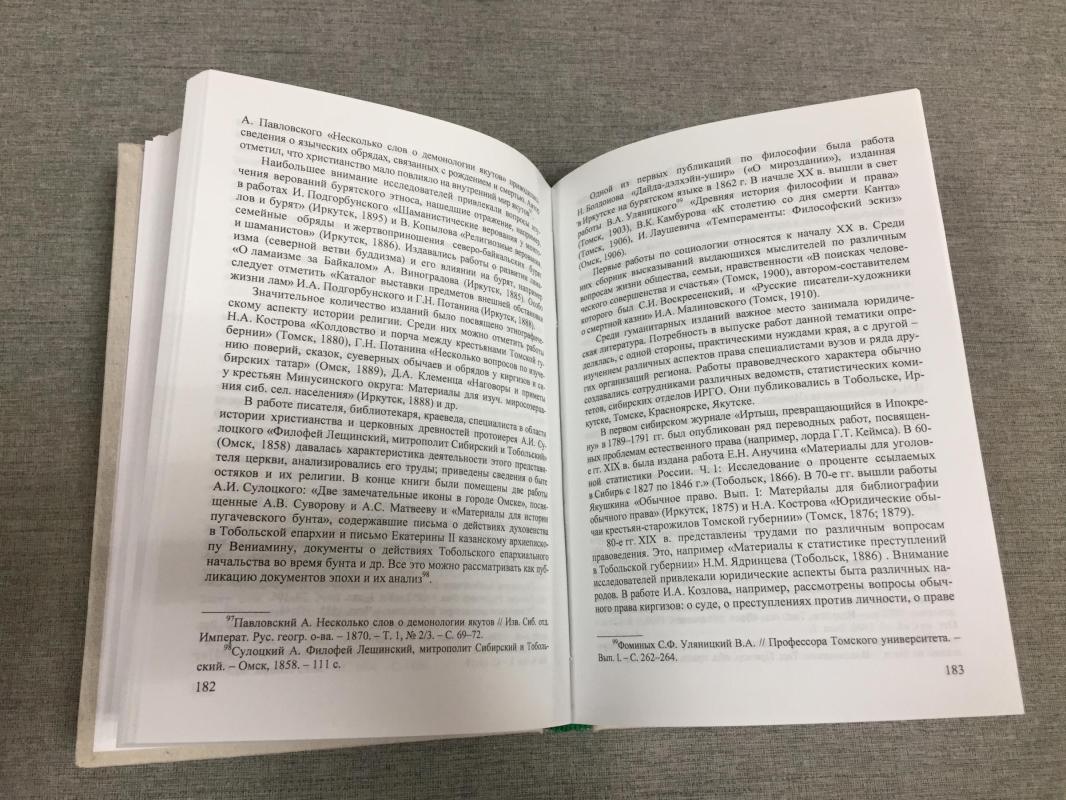 А. Павловского «Несколько слов о демонологии якутов» приводились
сведения о языческих обрядах, связанных с рождением и смертью. Автор
отметил, что христианство мало повлияло на внутренний мир якутов
Наибольшее внимание исследователей привлекали вопросы изу-
чения верований бурятского этноса, нашедшие отражение, например,
в работах И. Подгорбунского «Шаманистические верования у монго-
лов и бурят» (Иркутск, 1895) и В. Копылова «Религиозные верования,
семейные обряды и жертвоприношения северо-байкальских бурят
и шаманистов» (Иркутск, 1886). Издавались работы о развитии лама-
изма (северной ветви буддизма) и его влиянии на бурят, например
«О ламаизме за Байкалом» А. Виноградова (Иркутск, 1885). Особо
следует отметить «Каталог выставки предметов внешней обстановки
жизни лам» И.А. Подгорбунского и Г.Н. Потанина (Иркутск, 1888).
Значительное количество изданий было посвящено этнографиче-
скому аспекту истории религии. Среди них можно отметить работы
Н.А. Кострова «Колдовство и порча между крестьянами Томской гу-
бернии» (Томск, 1880), Г.Н. Потанина «Несколько вопросов по изуче-
нию поверий, сказок, суеверных обычаев и обрядов у киргизов и си-
бирских татар» (Омск, 1889), Д.А. Клеменца «Наговоры и приметы
у крестьян Минусинского округа: Материалы для изуч. миросозерца-
ния сиб. сел. населения» (Иркутск, 1888) и др.
В работе писателя, библиотекаря, краеведа, специалиста в области
истории христианства и церковных древностей протоиерея А.И. Су-
лоцкого «Филофей Лещинский, митрополит Сибирский и Тобольский»
(Омск, 1858) давалась характеристика деятельности этого представи-
теля церкви, анализировались его труды; приведены сведения о быте
остяков и их религии. В конце книги были помещены две работы
А.И. Сулоцкого: «Две замечательные иконы в городе Омске», посвя-
щенные А.В. Суворову и А.С. Матвееву и «Материалы для истории
пугачевского бунта», содержавшие письма о действиях духовенства
в Тобольской епархии и письмо Екатерины II казанскому архиеписко-
пу Вениамину, документы о действиях Тобольского епархиального
начальства во время бунта и др. Все это можно рассматривать как пуб-
ликацию документов эпохи и их анализ98.
97Павловский А. Несколько слов о демонологии якутов // Изв. Сиб. отд.
Императ. Рус. геогр. о-ва. – 1870. – Т. 1, № 2/3. – С. 69–72.
98Сулоцкий А. Филофей Лещинский, митрополит Сибирский и Тоболь-
ский. – Омск, 1858. – 111 с.
182
Одной из первых публикаций по философии была работа
Н. Болдонова «Дайда-дэлхэйн-ушир» («О мироздании»), изданная
в Иркутске на бурятском языке в 1862 г. В начале XX в. вышли в свет
работы В.А. Уляницкого99 «Древняя история философии и права»
(Томск, 1903), В.К. Камбурова «К столетию со дня смерти Канта»
(Томск, 1906), И. Лаушевича «Темпераменты: Философский эскиз»
(Омск, 1906).
Первые работы по социологии относятся к началу XX в. Среди
них сборник высказываний выдающихся мыслителей по различным
вопросам жизни общества, семьи, нравственности «В поисках челове-
ческого совершенства и счастья» (Томск, 1900), автором-составителем
которого был С.И. Воскресенский, и «Русские писатели-художники
о смертной казни» И.А. Малиновского (Томск, 1910).
Среди гуманитарных изданий важное место занимала юридиче-
ская литература. Потребность в выпуске работ данной тематики опре-
делялась, с одной стороны, практическими нуждами края, а с другой –
изучением различных аспектов права специалистами вузов и ряда дру-
гих организаций региона. Работы правоведческого характера обычно
создавались сотрудниками различных ведомств, статистических коми-
тетов, сибирских отделов ИРГО. Они публиковались в Тобольске, Ир-
кутске, Томске, Красноярске, Якутске.
В первом сибирском журнале «Иртыш, превращающийся в Ипокре-
ну» в 1789–1791 гг. был опубликован ряд переводных работ, посвящен-
ных проблемам естественного права (например, лорда Г.Т. Кеймса). В 60-
е гг. XIX в. была издана работа Е.Н. Анучина «Материалы для уголов-
ной статистики России. Ч. 1: Исследование о проценте ссылаемых
в Сибирь с 1827 по 1846 г.» (Тобольск, 1866). В 70-е гг. вышли работы
Якушкина «Обычное право. Вып. I: Материалы для библиографии
обычного права» (Иркутск, 1875) и Н.А. Кострова «Юридические обы-
чаи крестьян-старожилов Томской губернии» (Томск, 1876; 1879).
80-е гг. XIX. представлены трудами по различным вопросам
правоведения. Это, например «Материалы к статистике преступлений
в Тобольской губернии» Н.М. Ядринцева (Тобольск, 1886) . Внимание
исследователей привлекали юридические аспекты быта различных на-
родов. В работе И.А. Козлова, например, рассмотрены вопросы обыч-
ного права киргизов: о суде, о преступлениях против личности, о праве
99Фоминых С.Ф. Уляницкий В.А. // Профессора Томского университета. –
Вып. 1. – С. 262–264.
183